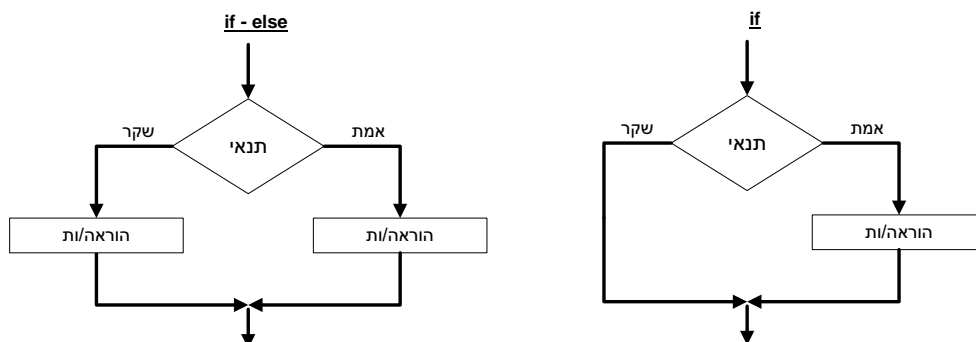 if - else
שקר
אמת
תנאי
הוראה/ות
הוראה/ות
if
שקר
אמת
תנאי
הוראה/ות